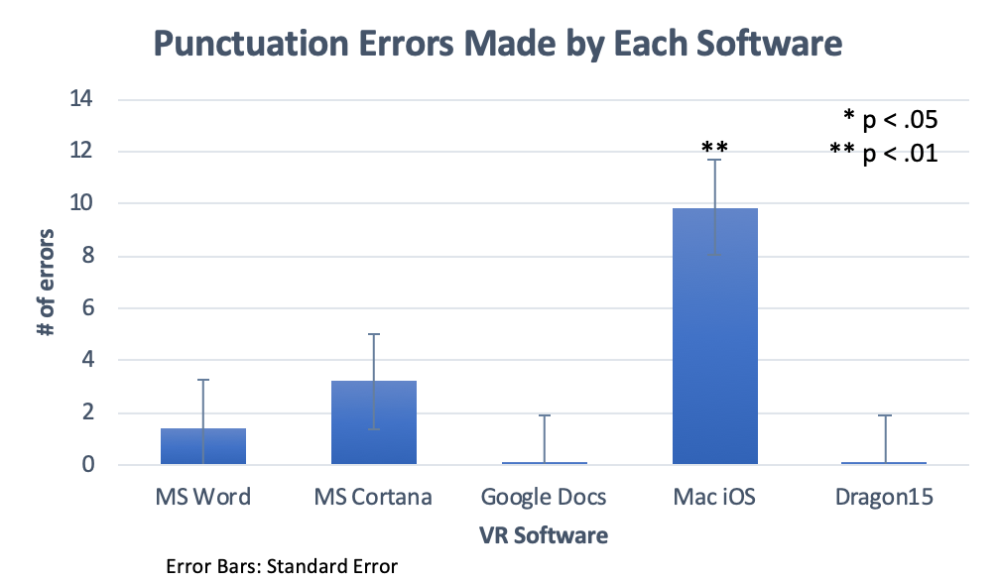 Punctuation Errors Made by Each Software
14
* p < .05
12
**
** p < .01
10
8
6
4
2
0
# of errors
MS Word MS Cortana Google Docs Mac iOS Dragon15
VR Software
Error Bars: Standard Error